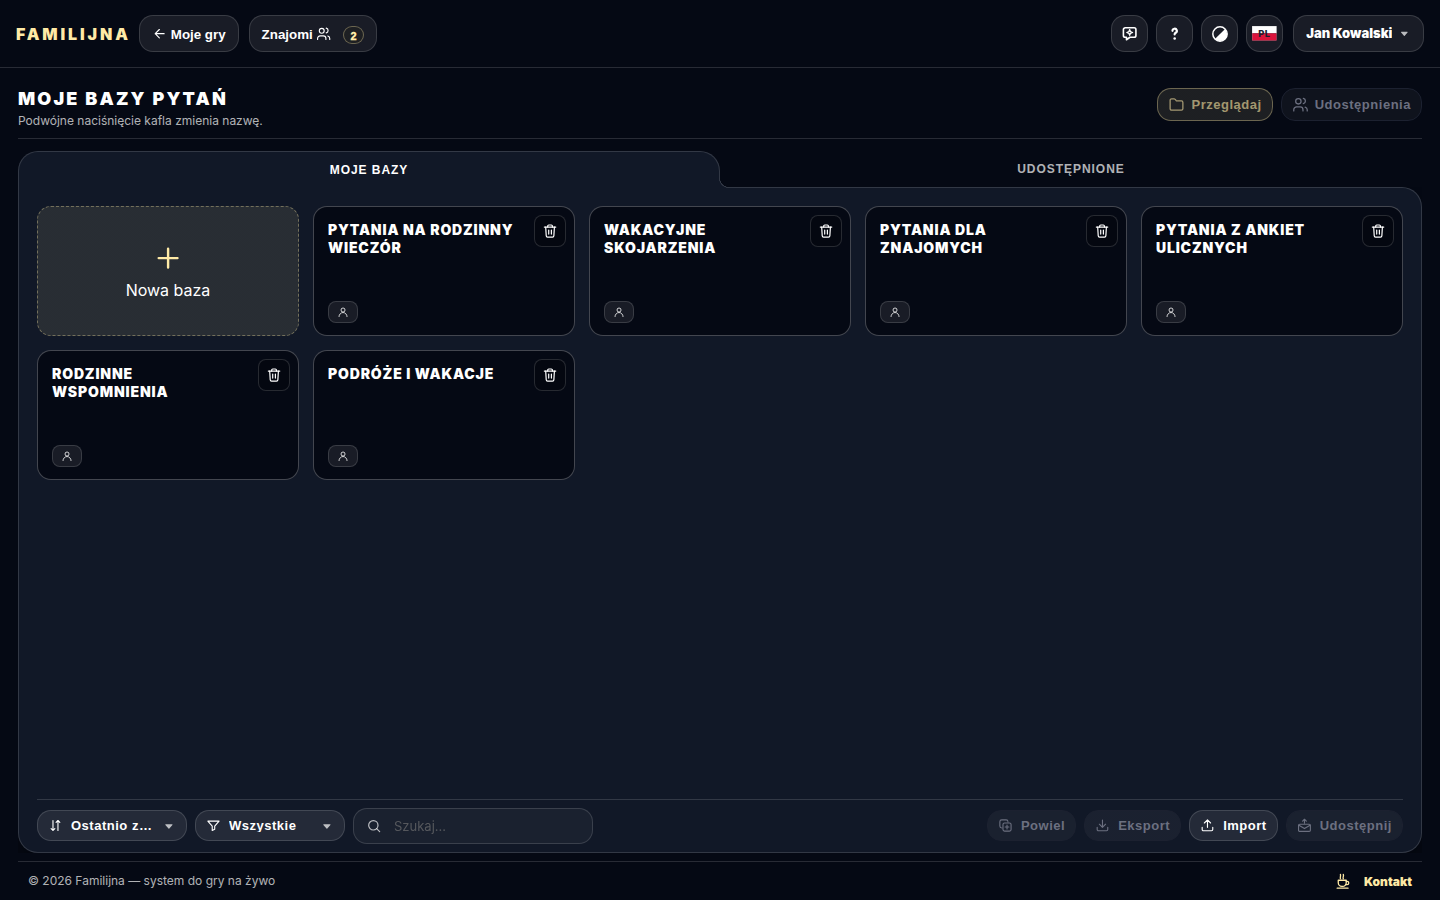 FAMILIJNA
Moje gry
Znajomi 2
?
PL
Jan Kowalski
MOJE BAZY PYTAŃ
Podwójne naciśnięcie kafla zmienia nazwę.
Przeglądaj
Udostępnienia
MOJE BAZY
UDOSTĘPNIONE
Nowa baza
PYTANIA NA RODZINNY
WIECZÓR
WAKACYJNE
SKOJARZENIA
PYTANIA DLA
ZNAJOMYCH
PYTANIA Z ANKIET
ULICZNYCH
RODZINNE
WSPOMNIENIA
PODRÓŻE I WAKACJE
Ostatnio z...
Wszystkie
Szukaj...
Powiel
Eksport
Import
Udostępnij
© 2026 Familijna — system do gry na żywo
Kontakt